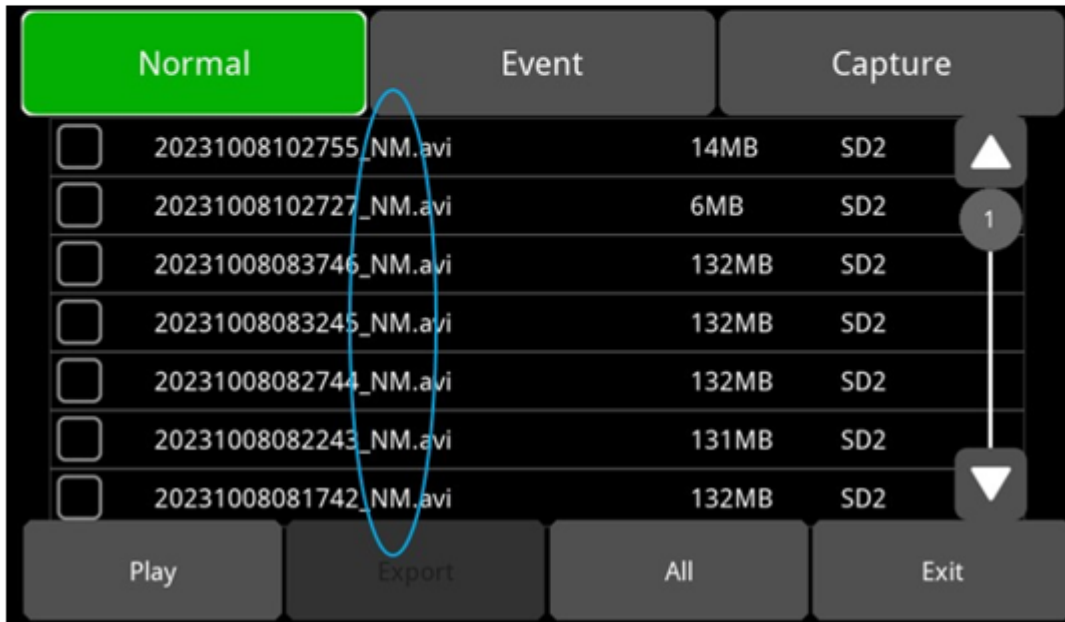 Normal Event Capture
20231008102755_NM.avi 14MB SD2
20231008102727_NM.avi 6MB SD2
1
20231008083746_NM.avi 132MB SD2
20231008083245_NM.avi 132MB SD2
20231008082744_NM.avi 132MB SD2
20231008082243_NM.avi 131MB SD2
20231008081742_NM.avi 132MB SD2
Play Export All Exit